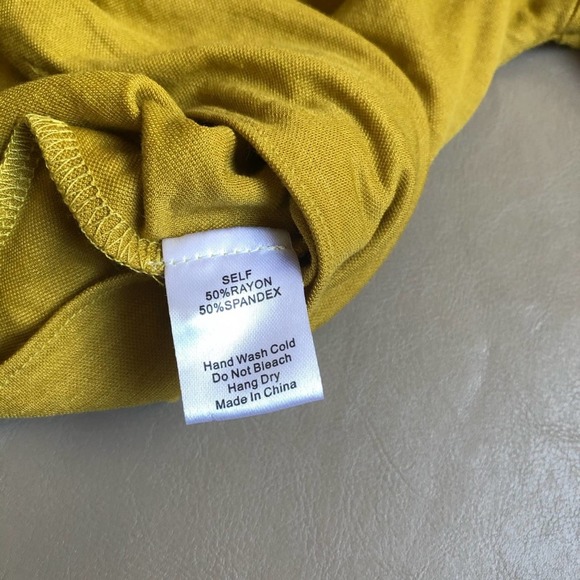 SELF
50%RAYON
50%SPANDEX
Hand Wash Cold
Do Not Bleach
Hang Dry
Made In China